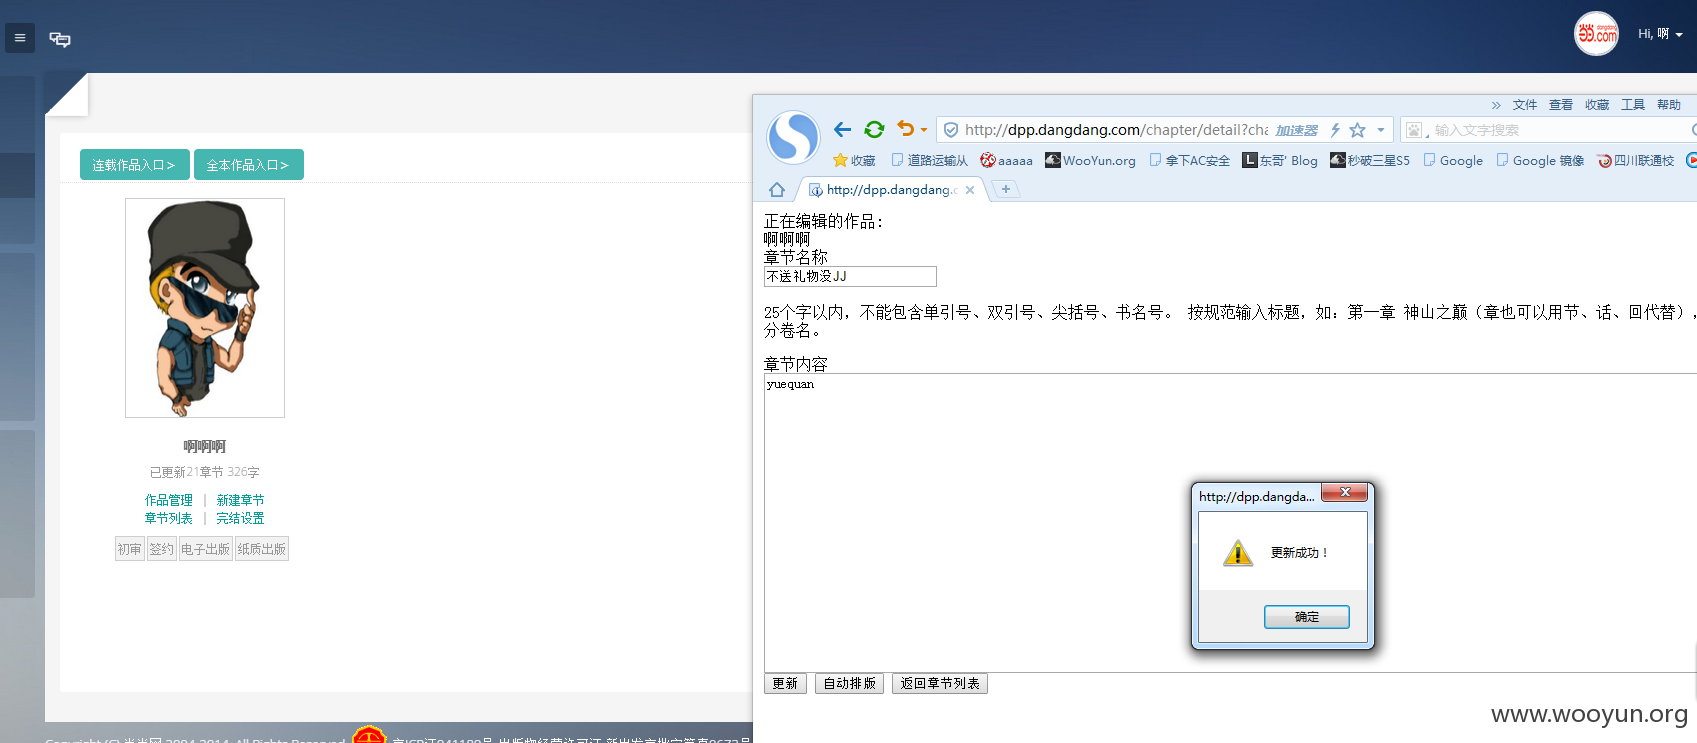 dangdang
当当.com
Hi, 啊
连载作品入口>
全本作品入口>
啊啊啊
已更新21章节 326字
作品管理 | 新建章节
章节列表 | 完结设置
初审 签约 电子出版 纸质出版
» 文件 查看 收藏 工具 帮助
http://dpp.dangdang.com/chapter/detail?cha 加速器
输入文字搜索
收藏 道路运输从 aaaaa WooYun.org 拿下AC安全 东哥' Blog 秒破三星S5 Google Google 镜像 四川联通校
http://dpp.dangdang.c
正在编辑的作品:
啊啊啊
章节名称
不送礼物没JJ
25个字以内，不能包含单引号、双引号、尖括号、书名号。 按规范输入标题，如：第一章 神山之巅（章也可以用节、话、回代替），
分卷名。
章节内容
yuequan
http://dpp.dangda...
更新成功！
确定
更新 自动排版 返回章节列表
www.wooyun.org